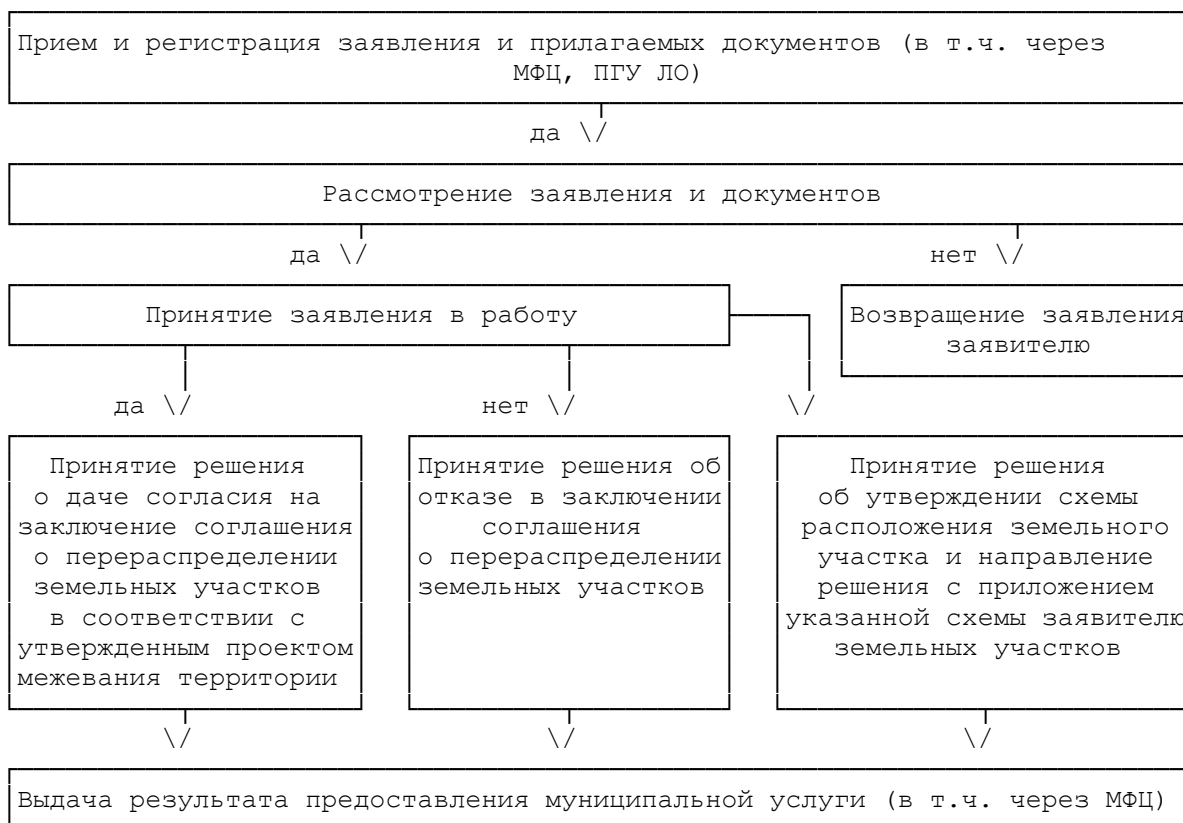 Прием и регистрация заявления и прилагаемых документов (в т.ч. через
МФЦ, ПГУ ЛО)
да \/
Рассмотрение заявления и документов
да \/
нет \/
Принятие заявления в работу
Возвращение заявления
заявителю
да \/
нет \/
\/
Принятие решения
о даче согласия на
заключение соглашения
о перераспределении
земельных участков
в соответствии с
утвержденным проектом
межевания территории
Принятие решения об
отказе в заключении
соглашения
о перераспределении
земельных участков
Принятие решения
об утверждении схемы
расположения земельного
участка и направление
решения с приложением
указанной схемы заявителю
земельных участков
\/
\/
\/
Выдача результата предоставления муниципальной услуги (в т.ч. через МФЦ)